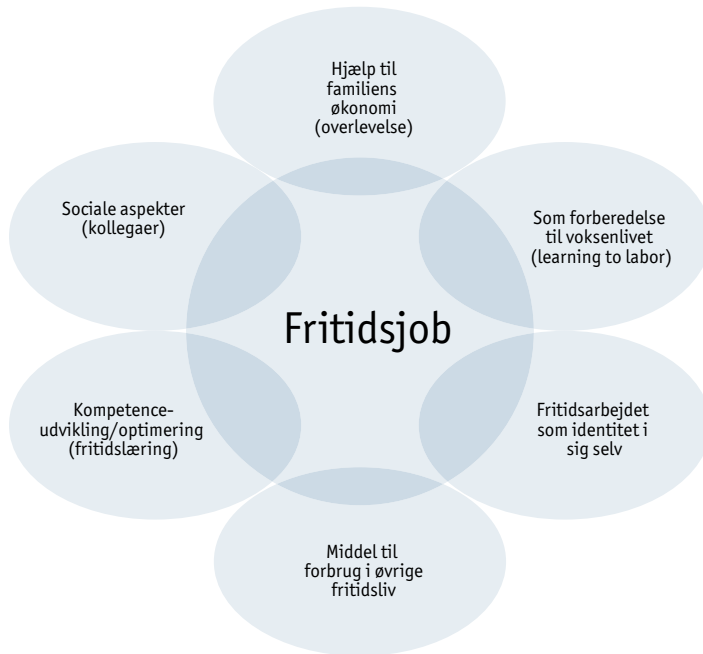 Hjælp til
familiens
økonomi
(overlevelse)
Sociale aspekter
(kollegaer)
Som forberedelse
til voksenlivet
(learning to labor)
Fritidsjob
Kompetence-
udvikling/optimering
(fritidslæring)
Fritidsarbejdet
som identitet i
sig selv
Middel til
forbrug i øvrige
fritidsliv